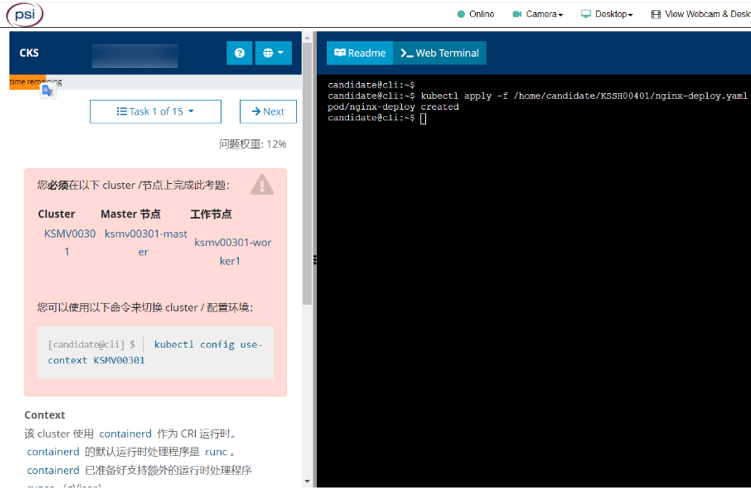 psi
Online Camera Desktop View Webcam & Desk
CKS
?
time remaining
Task 1 of 15
Next
问题权重: 12%
您必须在以下 cluster /节点上完成此考题:
Cluster Master 节点 工作节点
KSMV0030 ksmv00301-mast ksmv00301-wor
1 er ker1
您可以使用以下命令来切换 cluster / 配置环境:
[candidate@cli] $ | kubectl config use-
context KSMV00301
Context
该 cluster 使用 containerd 作为 CRI 运行时。
containerd 的默认运行时处理程序是 runc 。
containerd 已准备好支持额外的运行时处理程序
Readme >_ Web Terminal
candidate@cli:~$
candidate@cli:~$ kubectl apply -f /home/candidate/KSSH00401/nginx-deploy.yaml
pod/nginx-deploy created
candidate@cli:~$